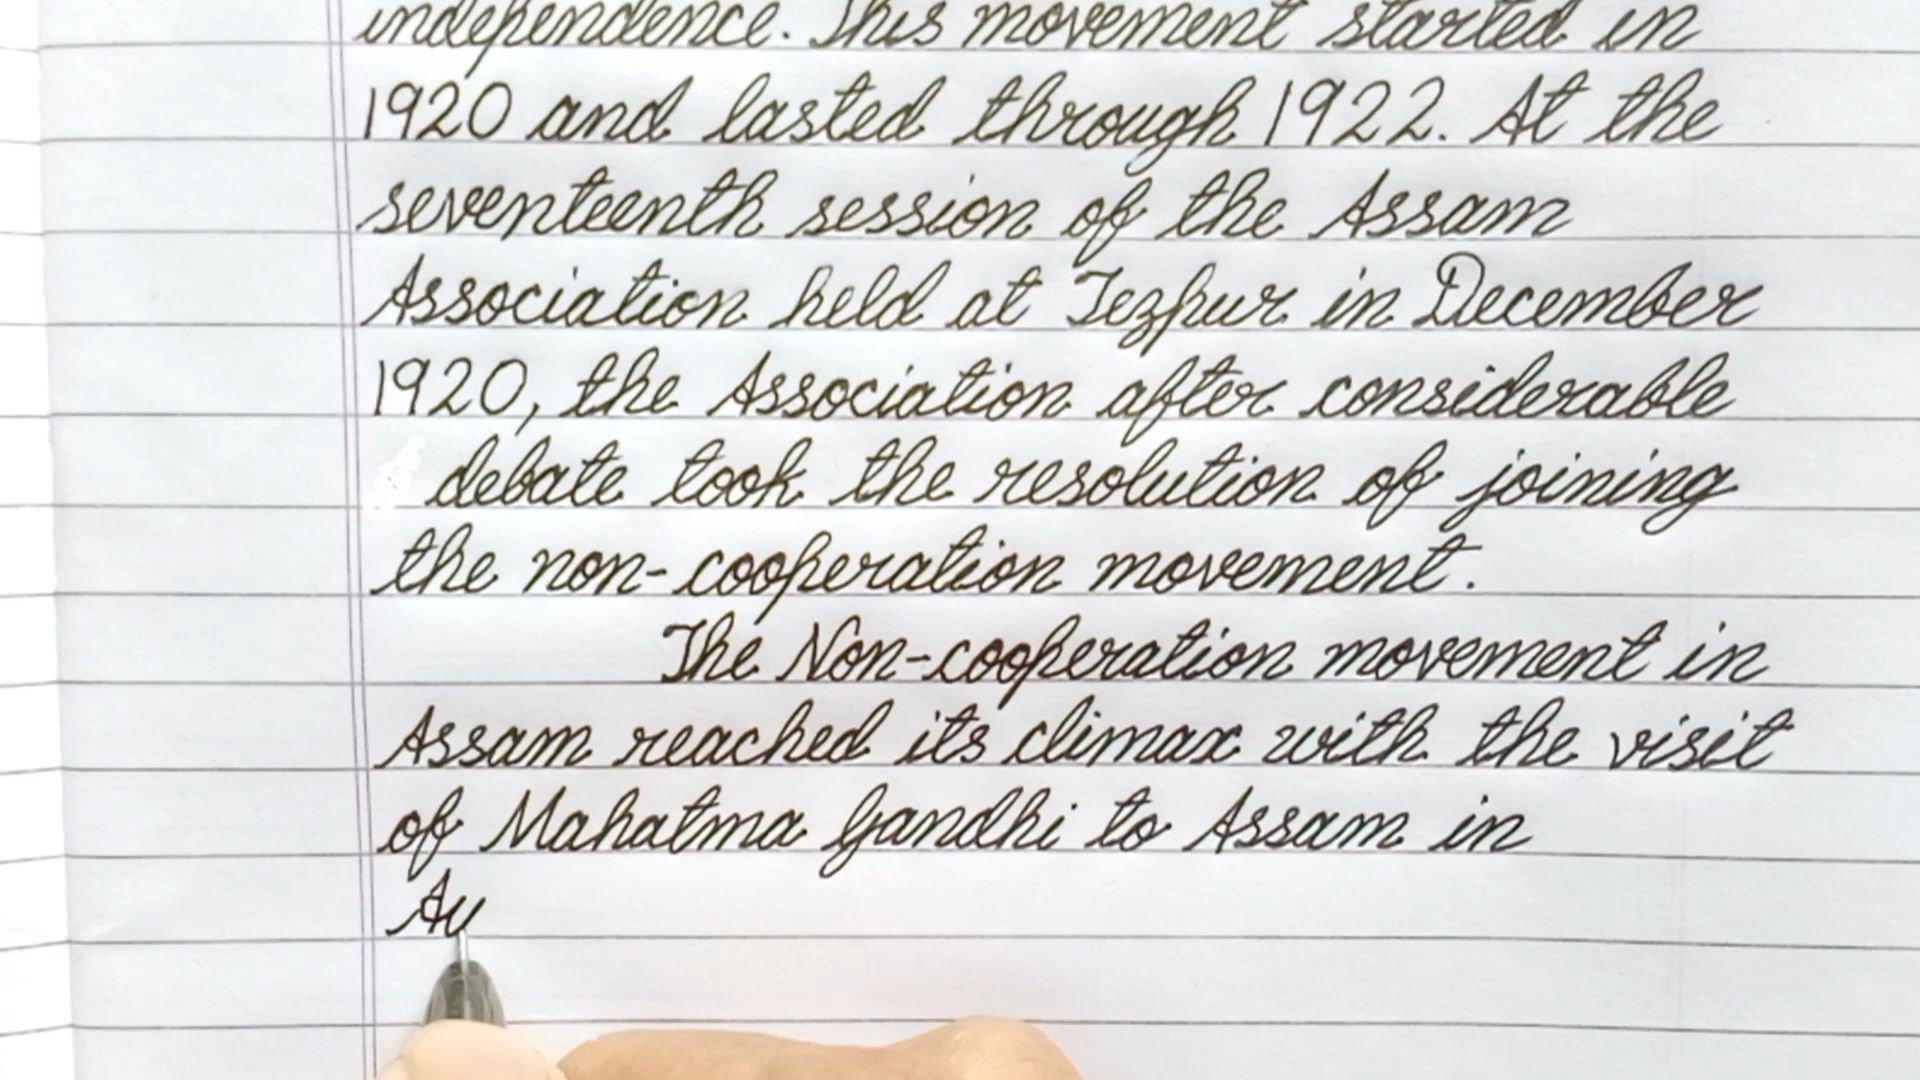 independence. This movement started in
1920 and lasted through 1922. At the
seventeenth session of the Assam
Association held at Tezpur in December
1920, the Association after considerable
debate took the resolution of joining
the non-cooperation movement.
The Non-cooperation movement in
Assam reached its climax with the visit
of Mahatma Gandhi to Assam in
Au